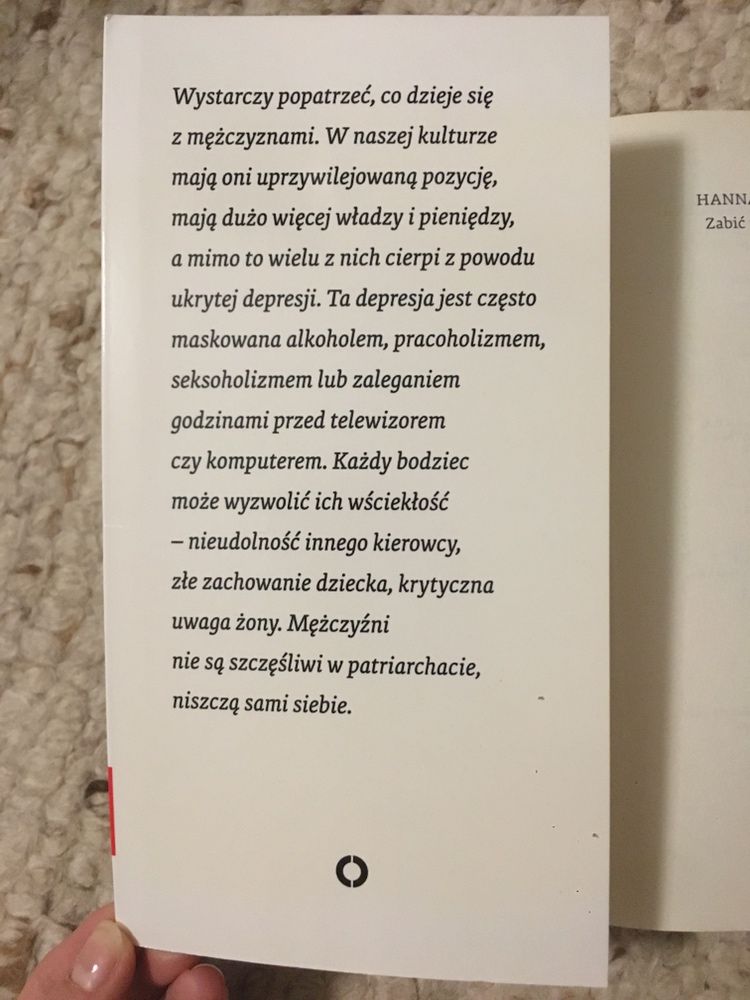 Wystarczy popatrzeć, co dzieje się
z mężczyznami. W naszej kulturze
mają oni uprzywilejowaną pozycję,
mają dużo więcej władzy i pieniędzy,
a mimo to wielu z nich cierpi z powodu
ukrytej depresji. Ta depresja jest często
maskowana alkoholem, pracoholizmem,
seksoholizmem lub zaleganiem
godzinami przed telewizorem
czy komputerem. Każdy bodziec
może wyzwolić ich wściekłość
– nieudolność innego kierowcy,
złe zachowanie dziecka, krytyczna
uwaga żony. Mężczyźni
nie są szczęśliwi w patriarchacie,
niszczą sami siebie.
HANNA
Zabić